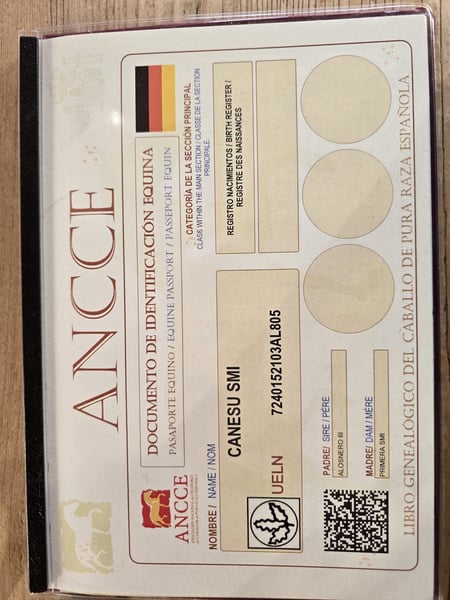 ANCCE
DOCUMENTO DE IDENTIFICACIÓN EQUINA
PASAPORTE EQUINO / EQUINE PASSPORT / PASSEPORT EQUIN
ANCCE
CATEGORÍA DE LA SECCIÓN PRINCIPAL
CLASS WITHIN THE MAIN SECTION / CLASSE DE LA SECTION
PRINCIPALE
NOMBRE / NAME / NOM
CANESU SMI
UELN 7240152103AL805
REGISTRO NACIMIENTOS / BIRTH REGISTER /
REGISTRE DES NAISSANCES
PADRE/ SIRE / PÈRE
ALOSNERO III
MADRE/ DAM / MÈRE
PRIMERA SMI
LIBRO GENEALÓGICO DEL CABALLO DE PURA RAZA ESPAÑOLA